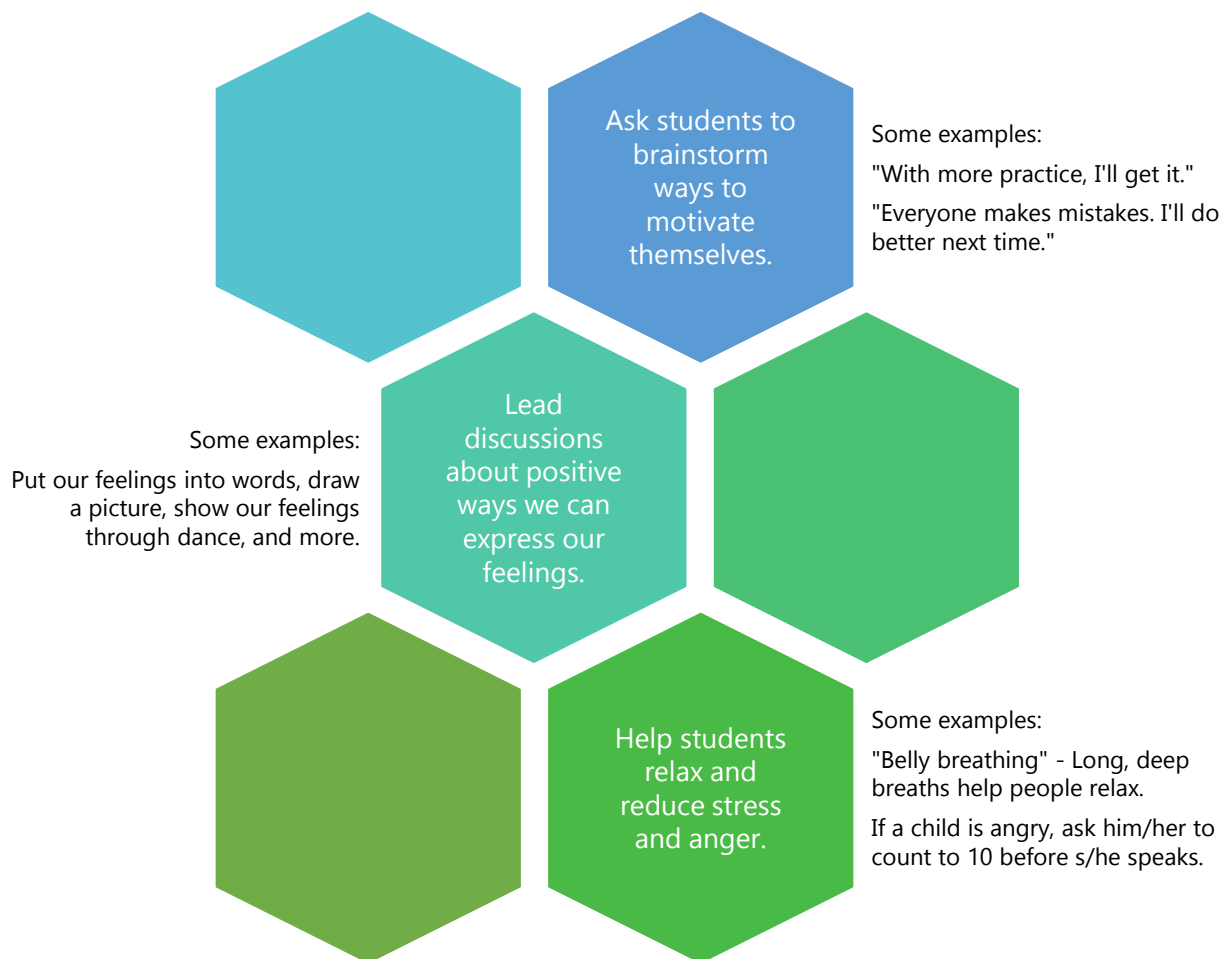 Ask students to
brainstorm
ways to
motivate
themselves.
Some examples:
"With more practice, I'll get it."
"Everyone makes mistakes. I'll do
better next time."
Some examples:
Put our feelings into words, draw
a picture, show our feelings
through dance, and more.
Lead
discussions
about positive
ways we can
express our
feelings.
Help students
relax and
reduce stress
and anger.
Some examples:
"Belly breathing" - Long, deep
breaths help people relax.
If a child is angry, ask him/her to
count to 10 before s/he speaks.